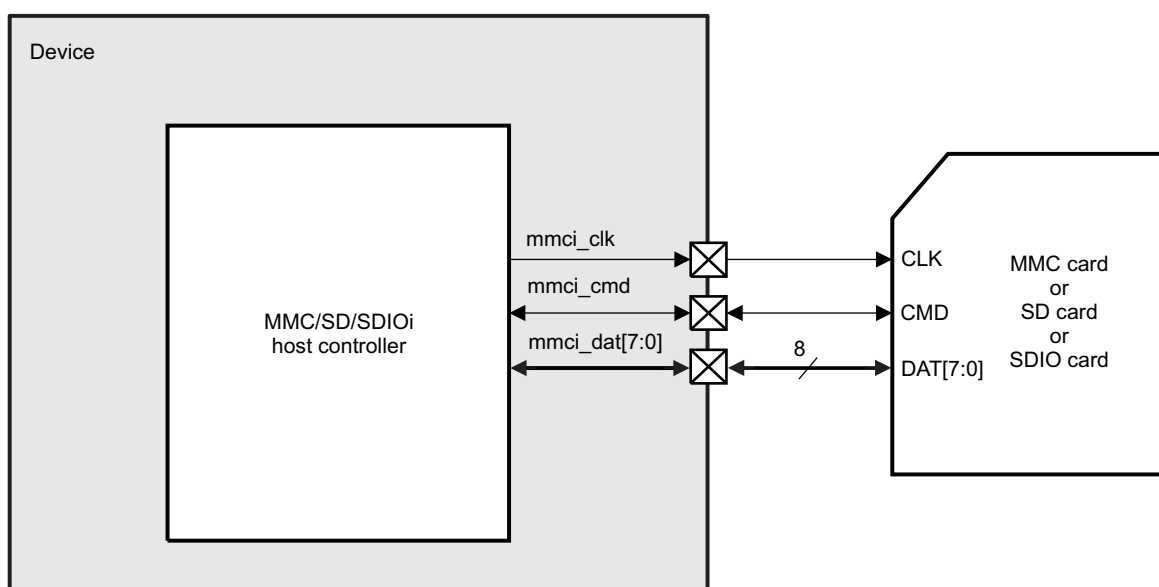 Device
mmci_clk
mmci_cmd
mmci_dat[7:0]
MMC/SD/SDIOi
host controller
8
CLK
CMD
DAT[7:0]
MMC card
or
SD card
or
SDIO card